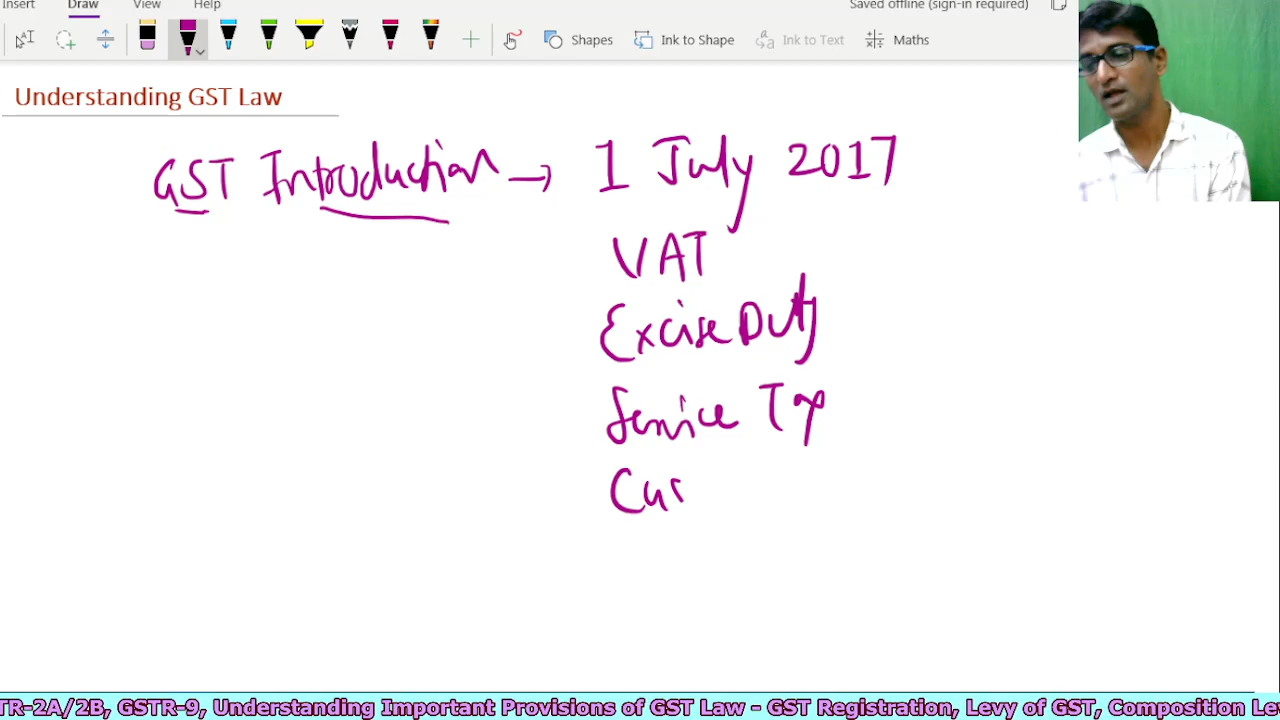 Insert Draw View Help Saved offline (sign-in required)
Shapes Ink to Shape Ink to Text Maths
Understanding GST Law
GST Introduction → 1 July 2017
VAT
Excise Duty
Service Tax
Cus
TR-2A/2B, GSTR-9, Understanding Important Provisions of GST Law - GST Registration, Levy of GST, Composition Le